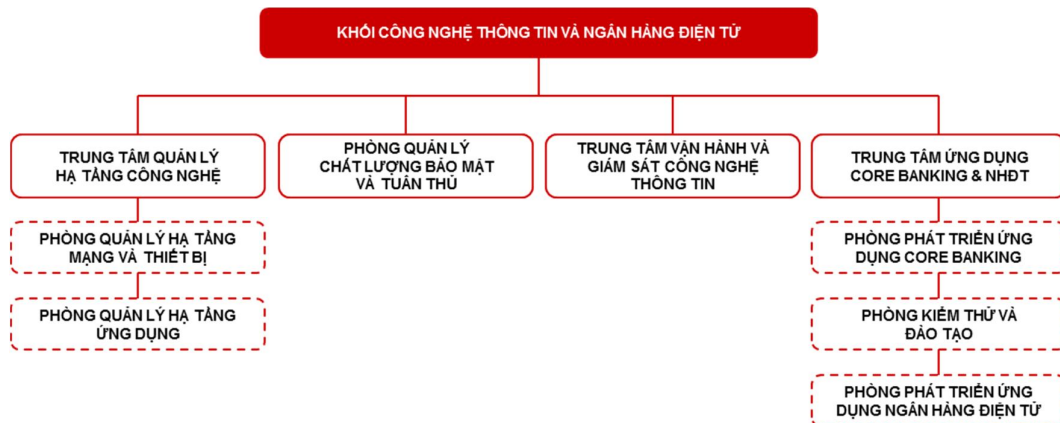 KHỐI CÔNG NGHỆ THÔNG TIN VÀ NGÂN HÀNG ĐIỆN TỬ
TRUNG TÂM QUẢN LÝ
HẠ TẦNG CÔNG NGHỆ
PHÒNG QUẢN LÝ
CHẤT LƯỢNG BẢO MẬT
VÀ TUÂN THỦ
TRUNG TÂM VẬN HÀNH VÀ
GIÁM SÁT CÔNG NGHỆ
THÔNG TIN
TRUNG TÂM ỨNG DỤNG
CORE BANKING & NHĐT
PHÒNG QUẢN LÝ HẠ TẦNG
MẠNG VÀ THIẾT BỊ
PHÒNG QUẢN LÝ HẠ TẦNG
ỨNG DỤNG
PHÒNG PHÁT TRIỂN ỨNG
DỤNG CORE BANKING
PHÒNG KIỂM THỬ VÀ
ĐÀO TẠO
PHÒNG PHÁT TRIỂN ỨNG
DỤNG NGÂN HÀNG ĐIỆN TỬ